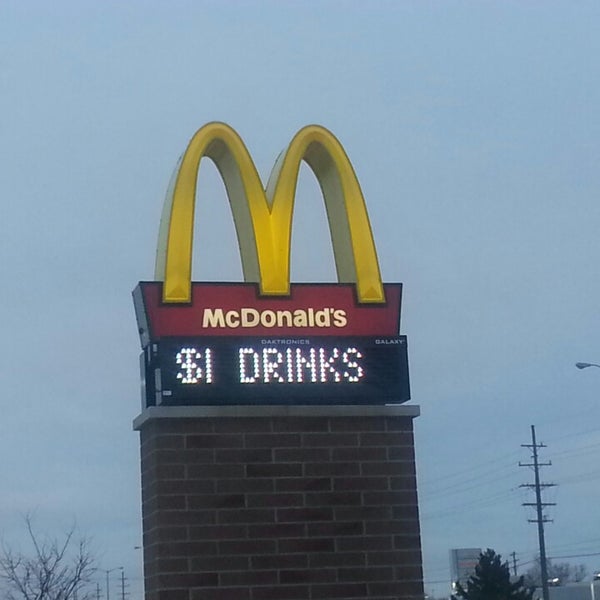 McDonald's
DAKTRONICS GALAXY
$1 DRINKS